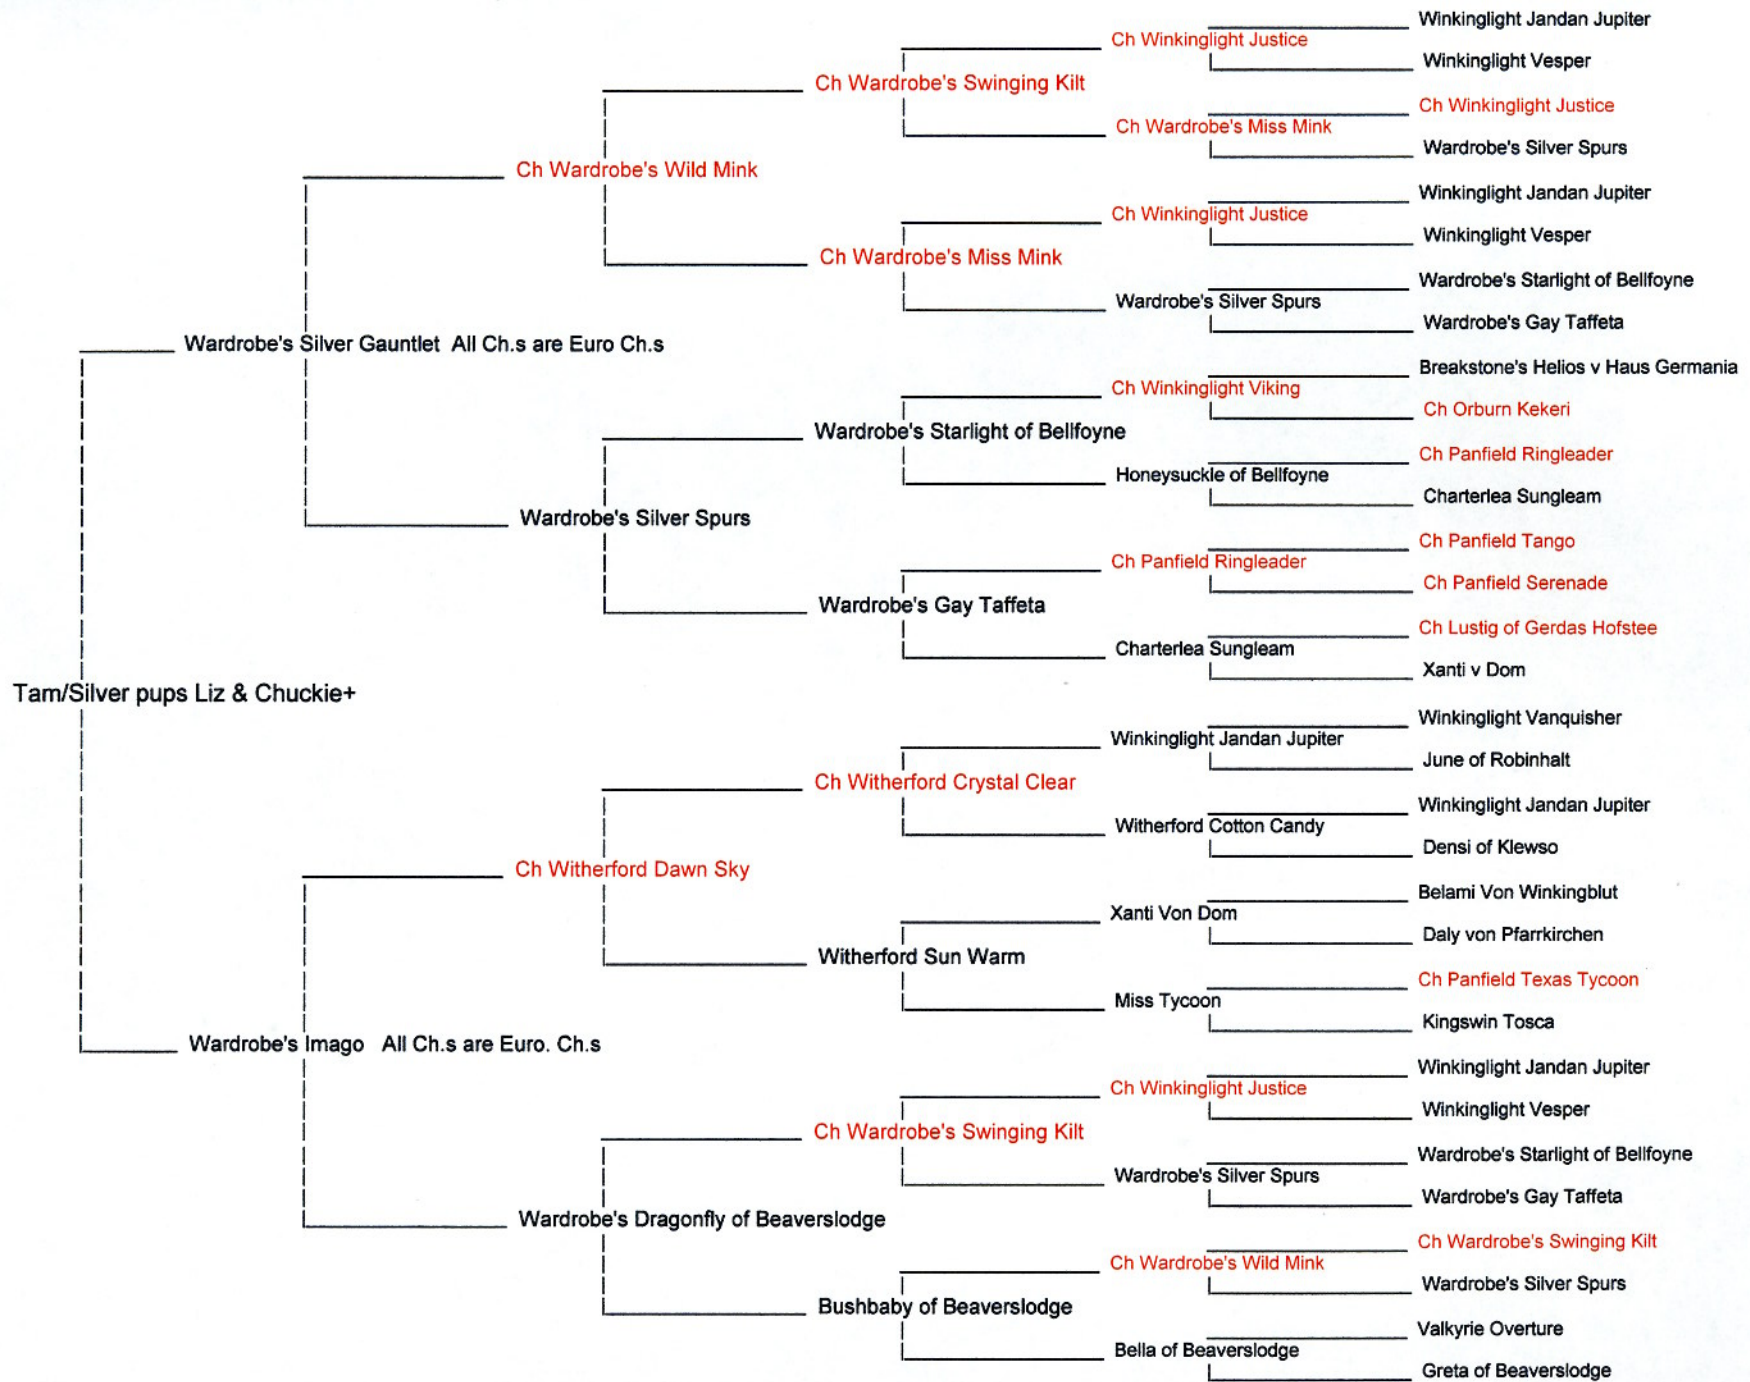 Winkinglight Jandan Jupiter
Ch Winkinglight Justice
Winkinglight Vesper
Ch Wardrobe's Swinging Kilt
Ch Winkinglight Justice
Ch Wardrobe's Miss Mink
Wardrobe's Silver Spurs
Ch Wardrobe's Wild Mink
Winkinglight Jandan Jupiter
Ch Winkinglight Justice
Winkinglight Vesper
Ch Wardrobe's Miss Mink
Wardrobe's Starlight of Bellfoyne
Wardrobe's Silver Spurs
Wardrobe's Gay Taffeta
Wardrobe's Silver Gauntlet All Ch.s are Euro Ch.s
Breakstone's Helios v Haus Germania
Ch Winkinglight Viking
Ch Orburn Kekeri
Wardrobe's Starlight of Bellfoyne
Ch Panfield Ringleader
Honeysuckle of Bellfoyne
Charterlea Sungleam
Wardrobe's Silver Spurs
Ch Panfield Tango
Ch Panfield Ringleader
Ch Panfield Serenade
Wardrobe's Gay Taffeta
Ch Lustig of Gerdas Hofstee
Charterlea Sungleam
Xanti v Dom
Tam/Silver pups Liz & Chuckie+
Winkinglight Vanquisher
Winkinglight Jandan Jupiter
June of Robinhalt
Ch Witherford Crystal Clear
Winkinglight Jandan Jupiter
Witherford Cotton Candy
Densi of Klewso
Ch Witherford Dawn Sky
Belami Von Winkingblut
Xanti Von Dom
Daly von Pfarrkirchen
Witherford Sun Warm
Ch Panfield Texas Tycoon
Miss Tycoon
Kingswin Tosca
Wardrobe's Imago All Ch.s are Euro. Ch.s
Winkinglight Jandan Jupiter
Ch Winkinglight Justice
Winkinglight Vesper
Ch Wardrobe's Swinging Kilt
Wardrobe's Starlight of Bellfoyne
Wardrobe's Silver Spurs
Wardrobe's Gay Taffeta
Wardrobe's Dragonfly of Beaverslodge
Ch Wardrobe's Swinging Kilt
Ch Wardrobe's Wild Mink
Wardrobe's Silver Spurs
Bushbaby of Beaverslodge
Valkyrie Overture
Bella of Beaverslodge
Greta of Beaverslodge